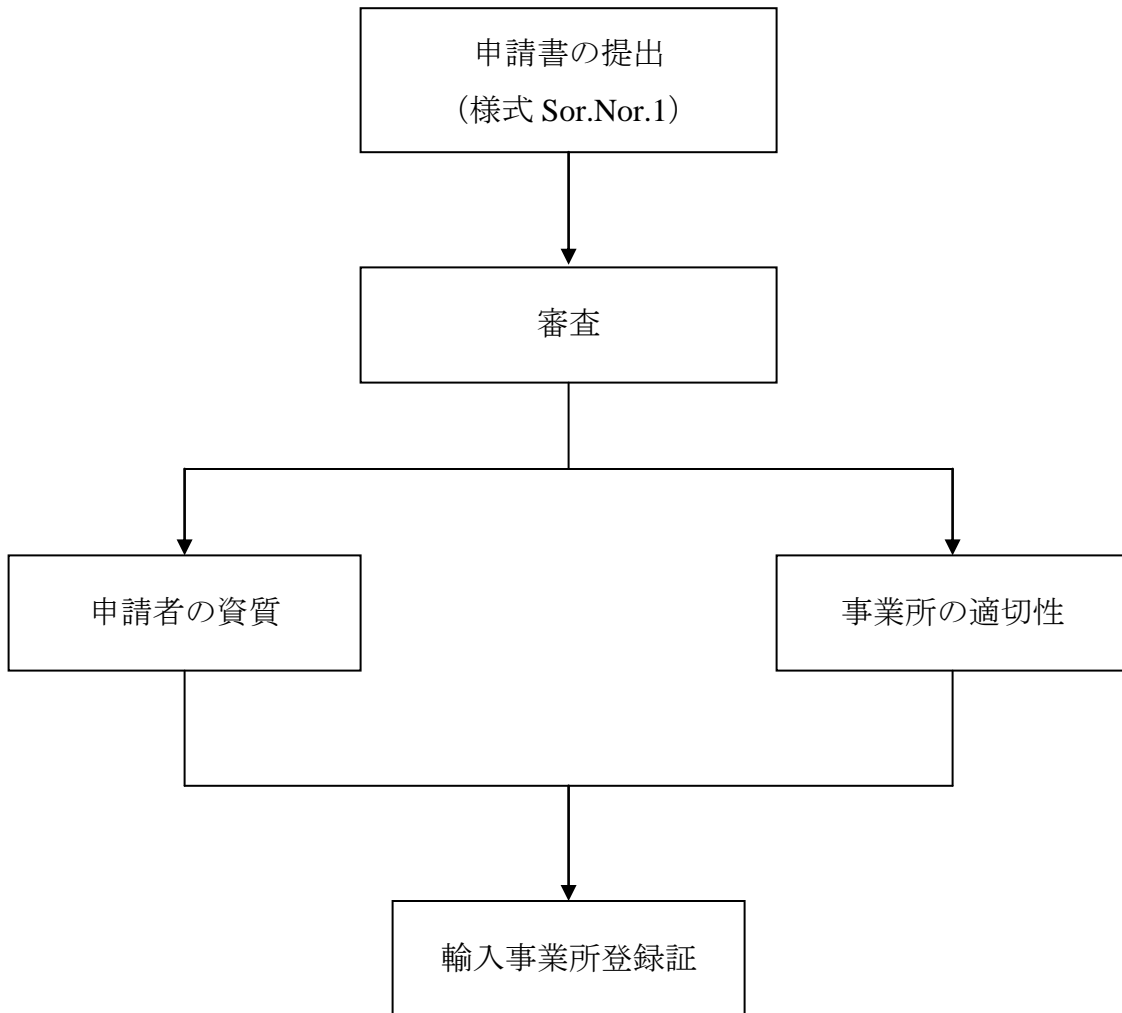 申請書の提出
（様式 Sor.Nor.1）
審査
申請者の資質
事業所の適切性
輸入事業所登録証